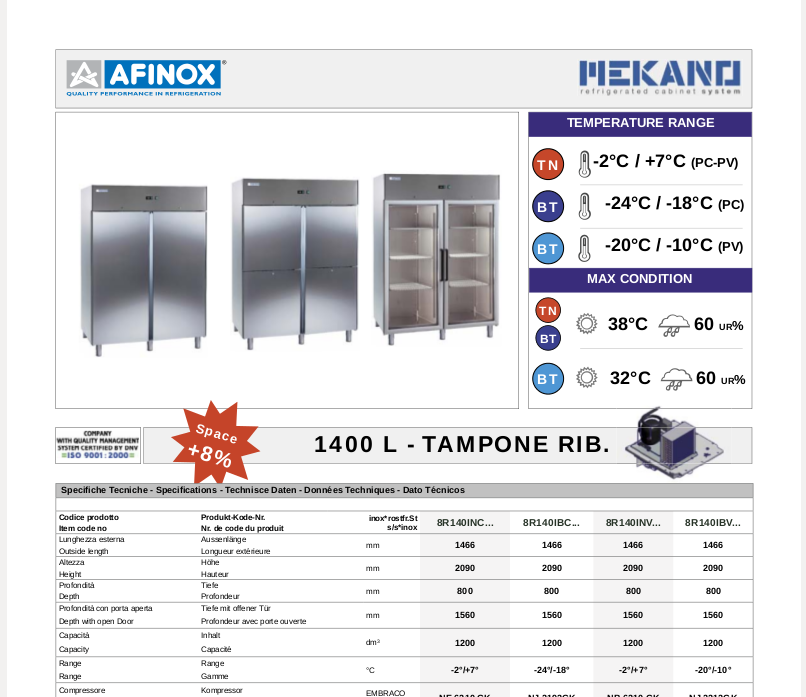 AFINOX®
QUALITY PERFORMANCE IN REFRIGERATION
MEKANO
refrigerated cabinet system
TEMPERATURE RANGE
TN -2°C / +7°C (PC-PV)
BT -24°C / -18°C (PC)
BT -20°C / -10°C (PV)
MAX CONDITION
TN
BT
38°C 60 UR%
BT 32°C 60 UR%
COMPANY
WITH QUALITY MANAGEMENT
SYSTEM CERTIFIED BY DNV
=ISO 9001:2000=
Space
+8%
1400 L - TAMPONE RIB.
Specifiche Tecniche - Specifications - Technisce Daten - Données Techniques - Dato Técnicos
Codice prodotto Produkt-Kode-Nr. inox*rostfr.St 8R140INC... 8R140IBC... 8R140INV... 8R140IBV...
Item code no Nr. de code du produit s/s*inox
Lunghezza esterna Aussenlänge mm 1466 1466 1466 1466
Outside length Longueur extérieure
Altezza Höhe mm 2090 2090 2090 2090
Height Hauteur
Profondità Tiefe mm 800 800 800 800
Depth Profondeur
Profondità con porta aperta Tiefe mit offener Tür mm 1560 1560 1560 1560
Depth with open Door Profondeur avec porte ouverte
Capacità Inhalt dm³ 1200 1200 1200 1200
Capacity Capacité
Range Range °C -2°/+7° -24°/-18° -2°/+7° -20°/-10°
Range Gamme
Compressore Kompressor EMBRACO